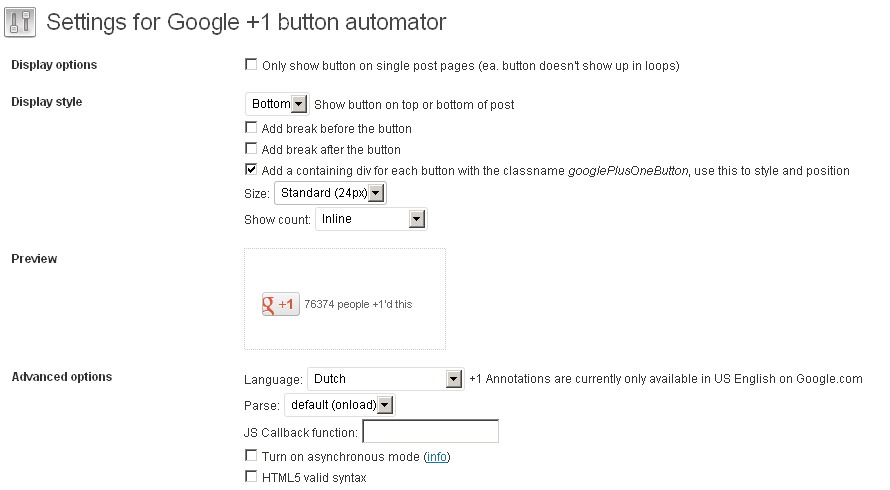 Settings for Google +1 button automator
Display options
Only show button on single post pages (ea. button doesn't show up in loops)
Display style
Bottom Show button on top or bottom of post
Add break before the button
Add break after the button
Add a containing div for each button with the classname googlePlusOneButton, use this to style and position
Size: Standard (24px)
Show count: Inline
Preview
g +1 76374 people +1'd this
Advanced options
Language: Dutch +1 Annotations are currently only available in US English on Google.com
Parse: default (onload)
JS Callback function:
Turn on asynchronous mode (info)
HTML5 valid syntax